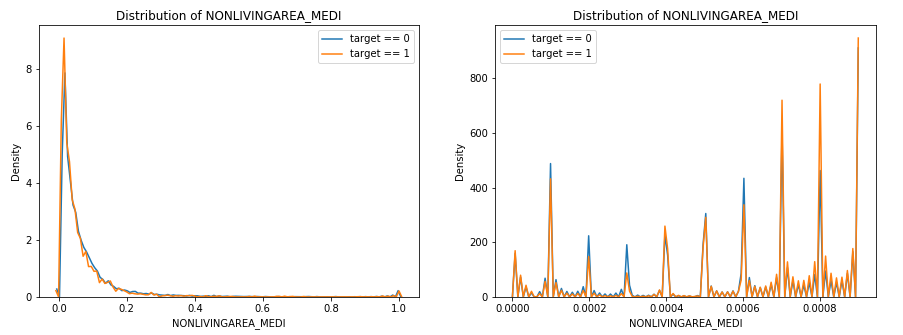 Distribution of NONLIVINGAREA_MEDI
target == 0
target == 1
Density
8
6
4
2
0
0.0
0.2
0.4
0.6
0.8
1.0
NONLIVINGAREA_MEDI
Distribution of NONLIVINGAREA_MEDI
target == 0
target == 1
Density
800
600
400
200
0
0.0000
0.0002
0.0004
0.0006
0.0008
NONLIVINGAREA_MEDI